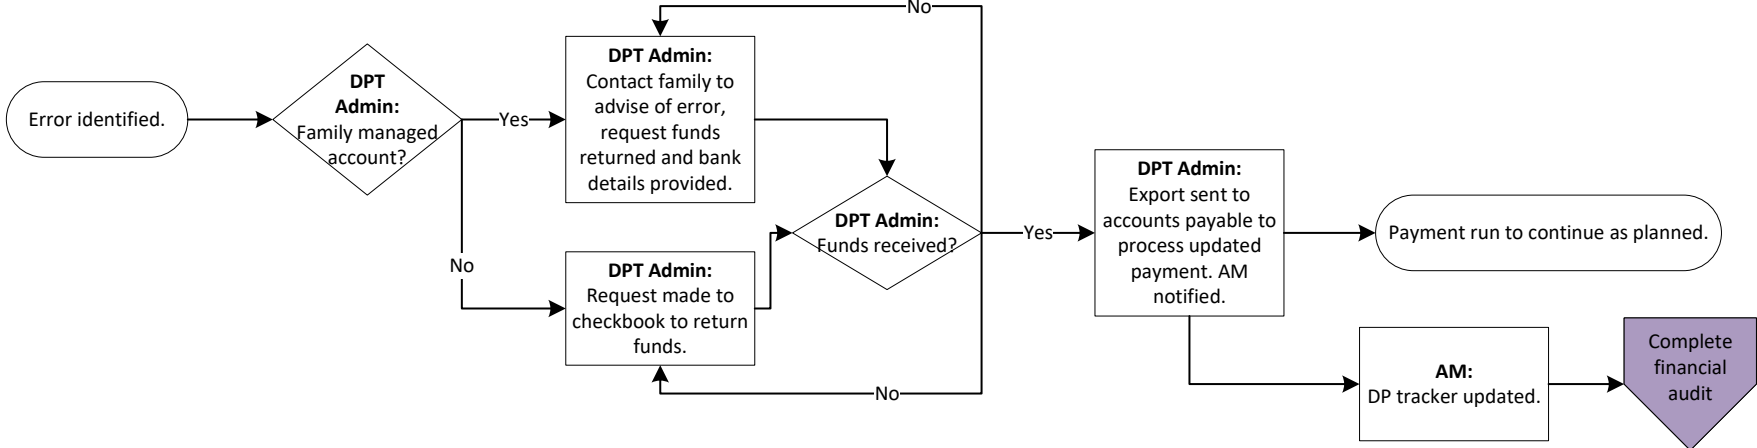 Error identified.
DPT
Admin:
Family managed
account?
Yes
No
DPT Admin:
Contact family to
advise of error,
request funds
returned and bank
details provided.
DPT Admin:
Request made to
checkbook to return
funds.
No
DPT Admin:
Funds received?
No
Yes
DPT Admin:
Export sent to
accounts payable to
process updated
payment. AM
notified.
Payment run to continue as planned.
AM:
DP tracker updated.
Complete
financial
audit